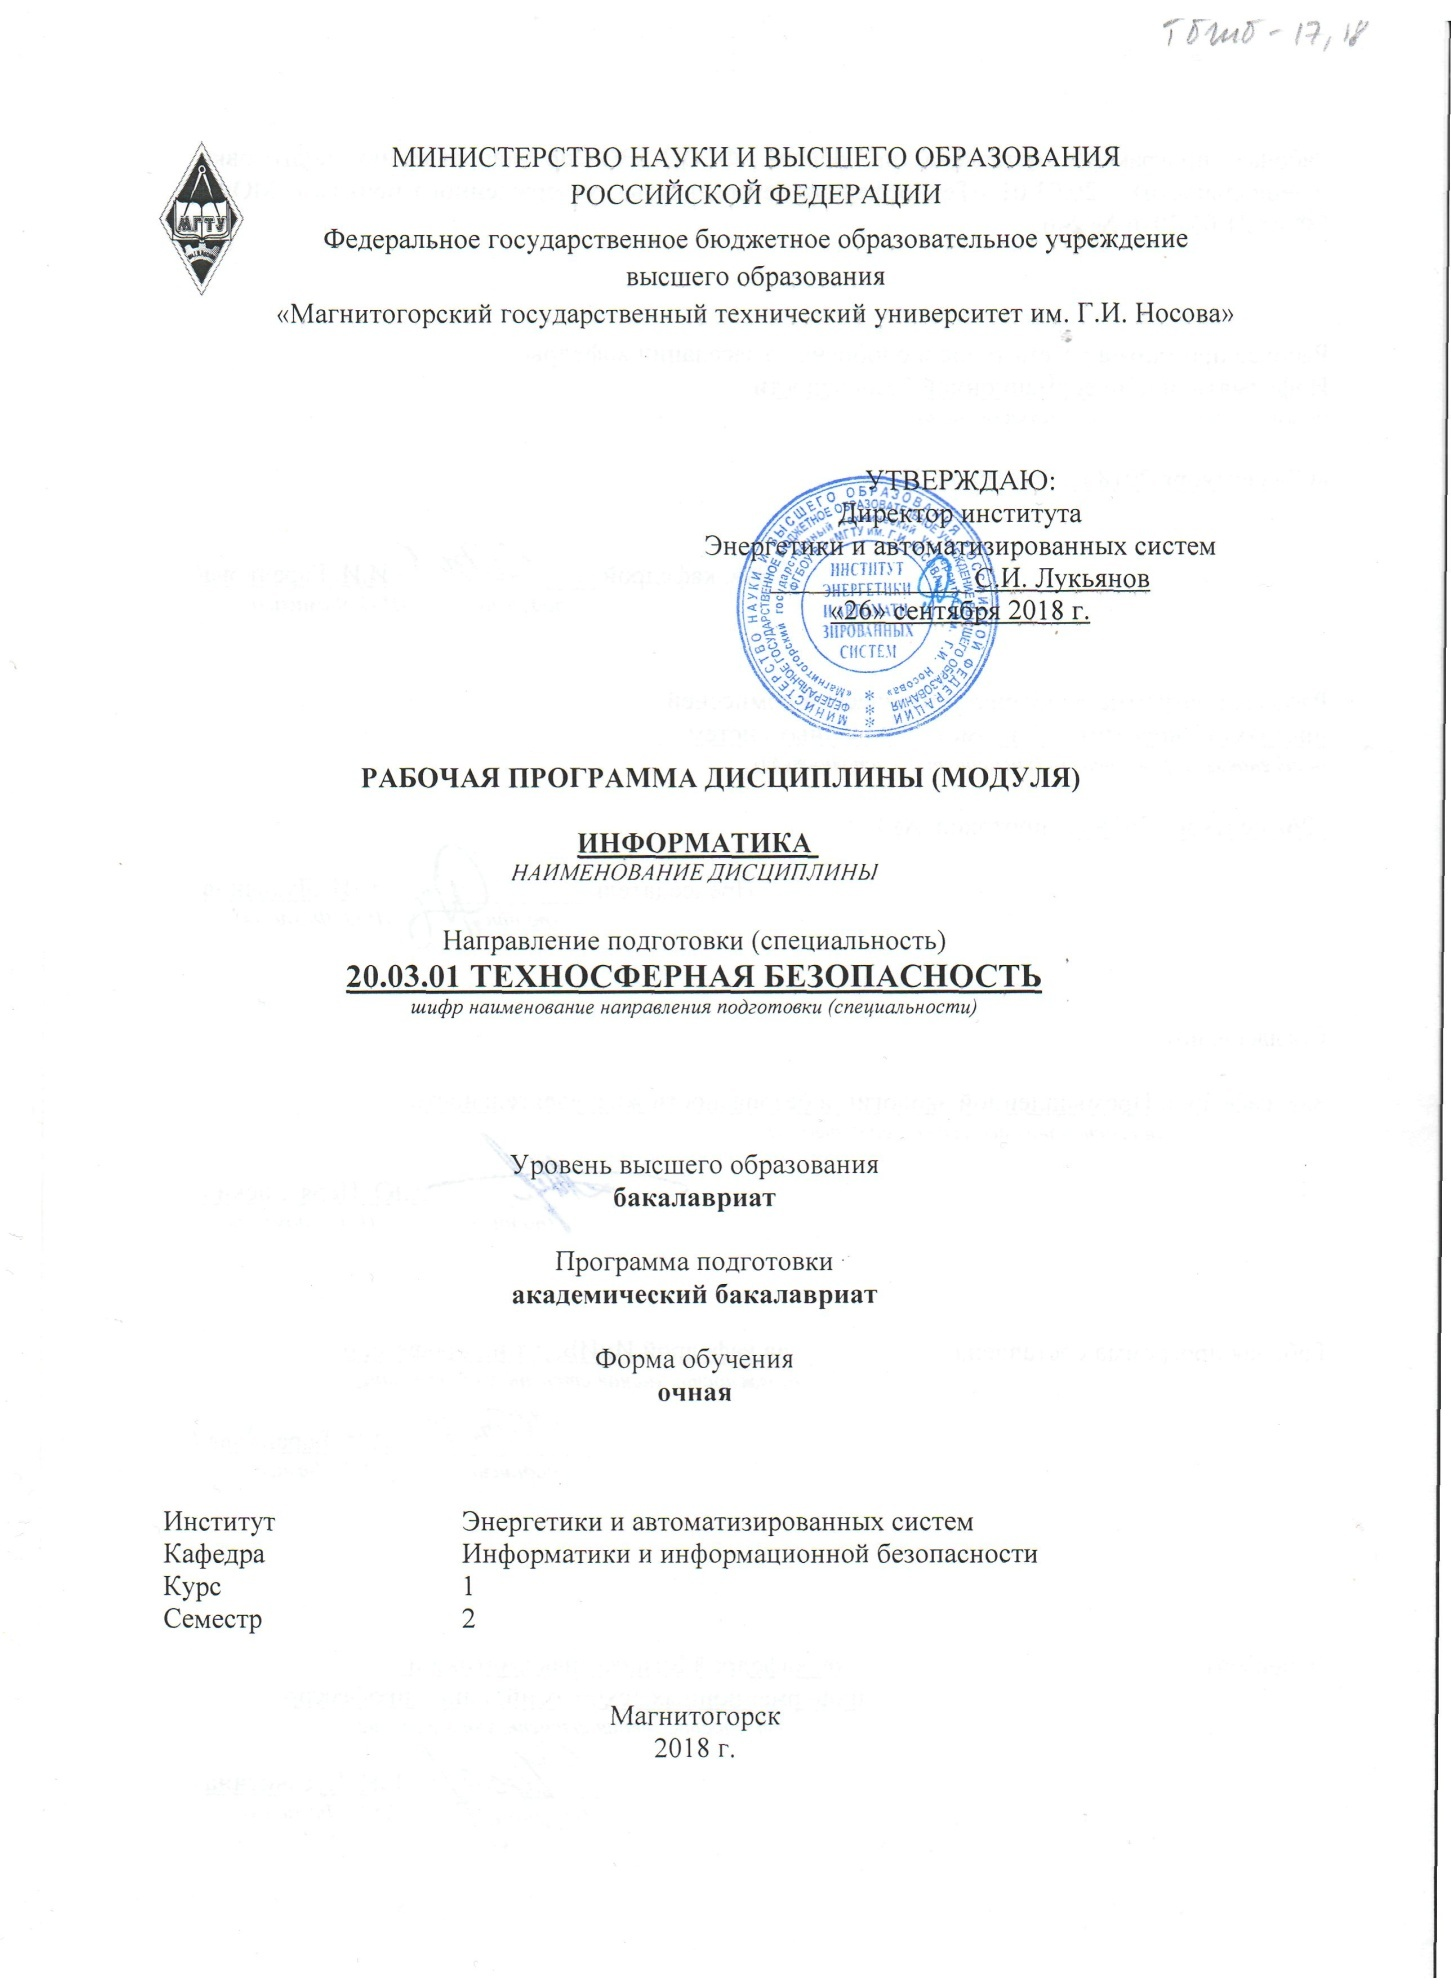 МИНИСТЕРСТВО НАУКИ И ВЫСШЕГО ОБРАЗОВАНИЯ
РОССИЙСКОЙ ФЕДЕРАЦИИ
Федеральное государственное бюджетное образовательное учреждение
высшего образования
«Магнитогорский государственный технический университет им. Г.И. Носова»
МГТУ
УТВЕРЖДАЮ:
Директор института
Энергетики и автоматизированных систем
С.И. Лукьянов
«26» сентября 2018 г.
ИНСТИТУТ
ЭНЕРГЕТИКИ
И АВТОМАТИ
ЗИРОВАННЫХ
СИСТЕМ
РАБОЧАЯ ПРОГРАММА ДИСЦИПЛИНЫ (МОДУЛЯ)
ИНФОРМАТИКА
НАИМЕНОВАНИЕ ДИСЦИПЛИНЫ
Направление подготовки (специальность)
20.03.01 ТЕХНОСФЕРНАЯ БЕЗОПАСНОСТЬ
шифр наименование направления подготовки (специальности)
Уровень высшего образования
бакалавриат
Программа подготовки
академический бакалавриат
Форма обучения
очная
Институт Энергетики и автоматизированных систем
Кафедра Информатики и информационной безопасности
Курс 1
Семестр 2
Магнитогорск
2018 г.